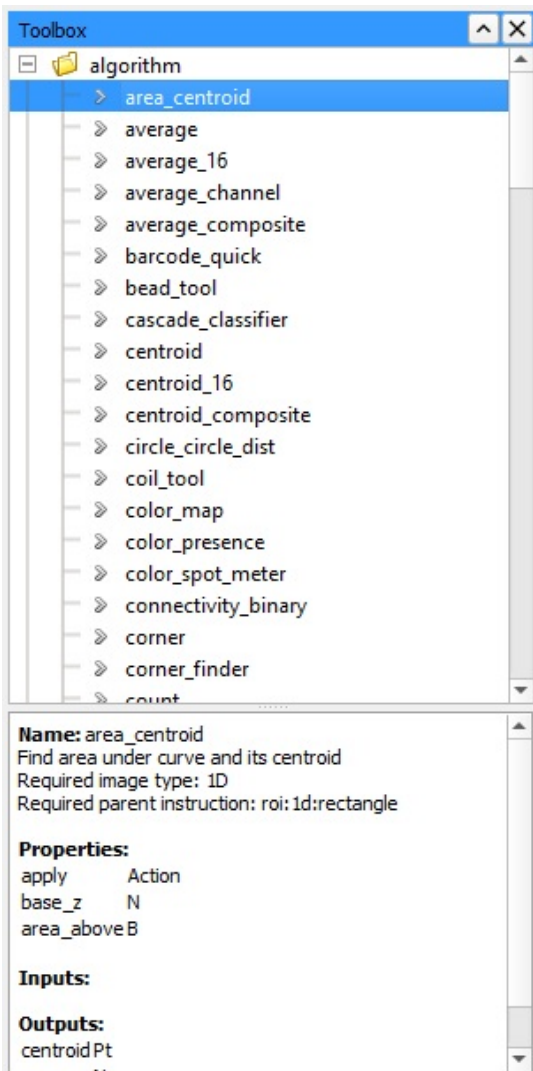 Toolbox
algorithm
area_centroid
average
average_16
average_channel
average_composite
barcode_quick
bead_tool
cascade_classifier
centroid
centroid_16
centroid_composite
circle_circle_dist
coil_tool
color_map
color_presence
color_spot_meter
connectivity_binary
corner
corner_finder
count
Name: area_centroid
Find area under curve and its centroid
Required image type: 1D
Required parent instruction: roi:1d:rectangle
Properties:
apply Action
base_z N
area_above B
Inputs:
Outputs:
centroid Pt